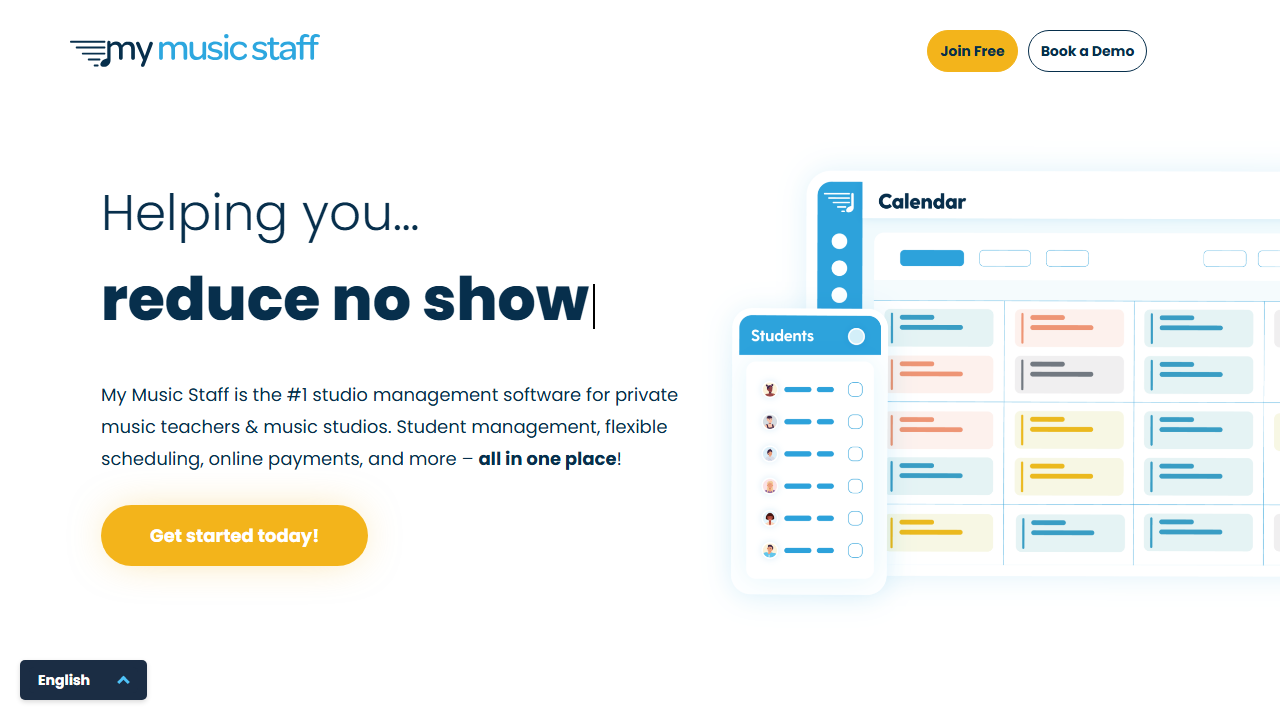 my music staff
Join Free
Book a Demo
Helping you...
reduce no show
My Music Staff is the #1 studio management software for private
music teachers & music studios. Student management, flexible
scheduling, online payments, and more – all in one place!
Get started today!
Calendar
Students
English